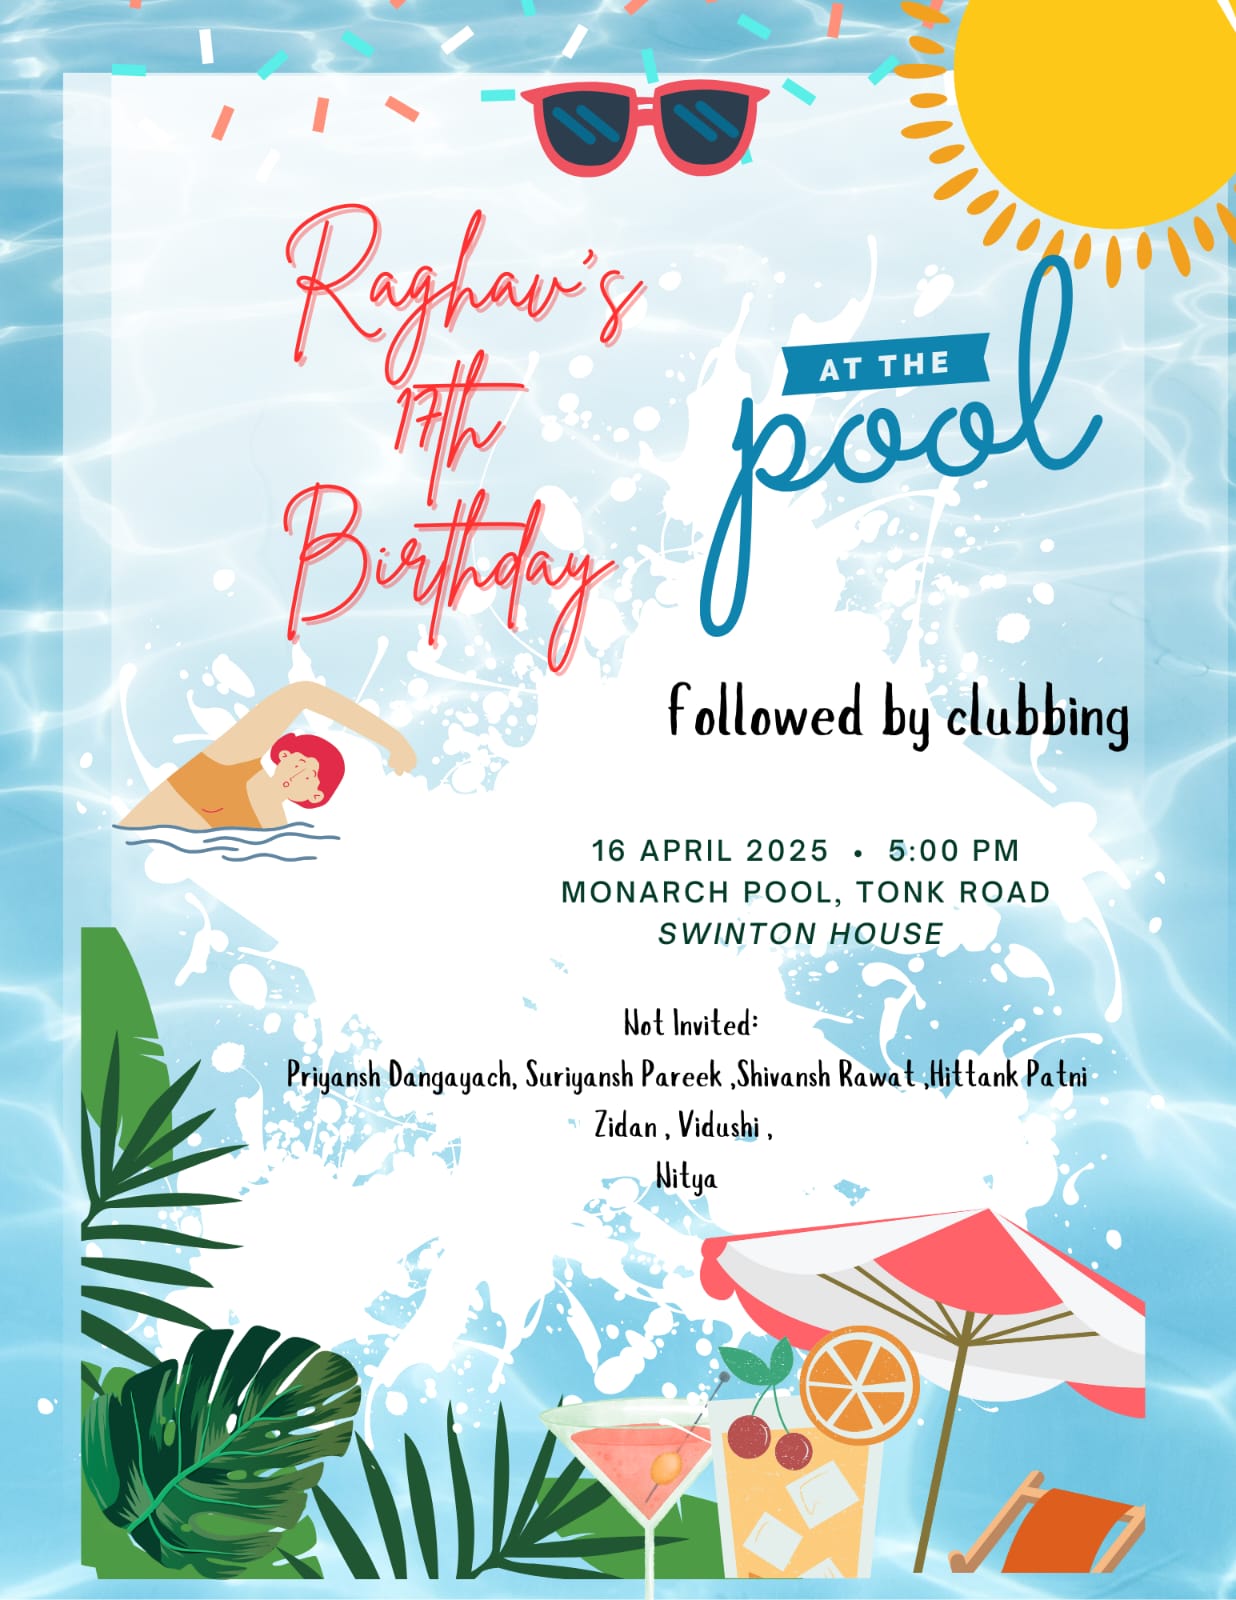 Raghav's
17th
Birthday
AT THE
pool
followed by clubbing
16 APRIL 2025 • 5:00 PM
MONARCH POOL, TONK ROAD
SWINTON HOUSE
Not Invited:
Priyansh Dangayach, Suriyansh Pareek ,Shivansh Rawat ,Hittank Patni
Zidan , Vidushi ,
Nitya